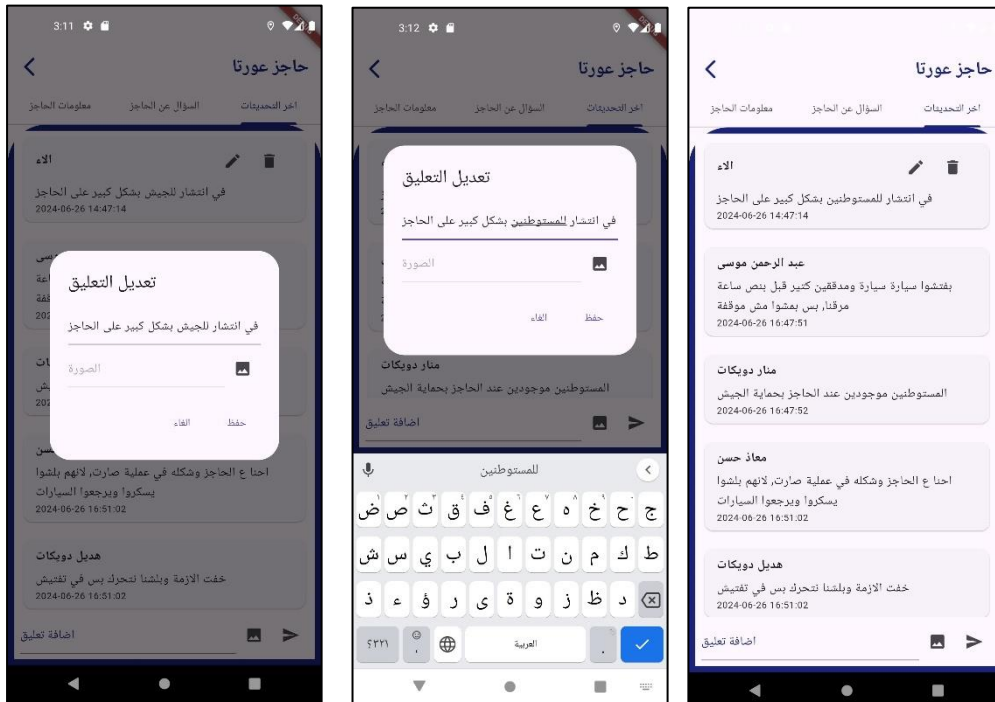 3:11
حاجز عورتا
اخر التحديثات
السؤال عن الحاجز
معلومات الحاجز
الاء
في انتشار للجيش بشكل كبير على الحاجز
2024-06-26 14:47:14
تعديل التعليق
في انتشار للجيش بشكل كبير على الحاجز
الصورة
حفظ
الغاء
احنا ع الحاجز وشكله في عملية صارت, لانهم بلشوا
يسكروا ويرجعوا السيارات
2024-06-26 16:51:02
هديل دويكات
خفت الازمة وبلشنا نتحرك بس في تفتيش
2024-06-26 16:51:02
اضافة تعليق
3:12
حاجز عورتا
اخر التحديثات
السؤال عن الحاجز
معلومات الحاجز
تعديل التعليق
في انتشار للمستوطنين بشكل كبير على الحاجز
الصورة
حفظ
الغاء
منار دويكات
المستوطنين موجودين عند الحاجز بحماية الجيش
اضافة تعليق
للمستوطنين
ض ص ث ق ف غ ع ه خ ح ج
ش س ي ب ل ا ت ن م ك ط
ذ ء ؤ ر ى ة و ز ظ د
؟١٢٣
العربية
حاجز عورتا
اخر التحديثات
السؤال عن الحاجز
معلومات الحاجز
الاء
في انتشار للمستوطنين بشكل كبير على الحاجز
2024-06-26 14:47:14
عبد الرحمن موسى
بفتشوا سيارة سيارة ومدققين كتير قبل بنص ساعة
مرقنا, بس بمشوا مش موقفة
2024-06-26 16:47:51
منار دويكات
المستوطنين موجودين عند الحاجز بحماية الجيش
2024-06-26 16:47:52
معاذ حسن
احنا ع الحاجز وشكله في عملية صارت, لانهم بلشوا
يسكروا ويرجعوا السيارات
2024-06-26 16:51:02
هديل دويكات
خفت الازمة وبلشنا نتحرك بس في تفتيش
2024-06-26 16:51:02
اضافة تعليق